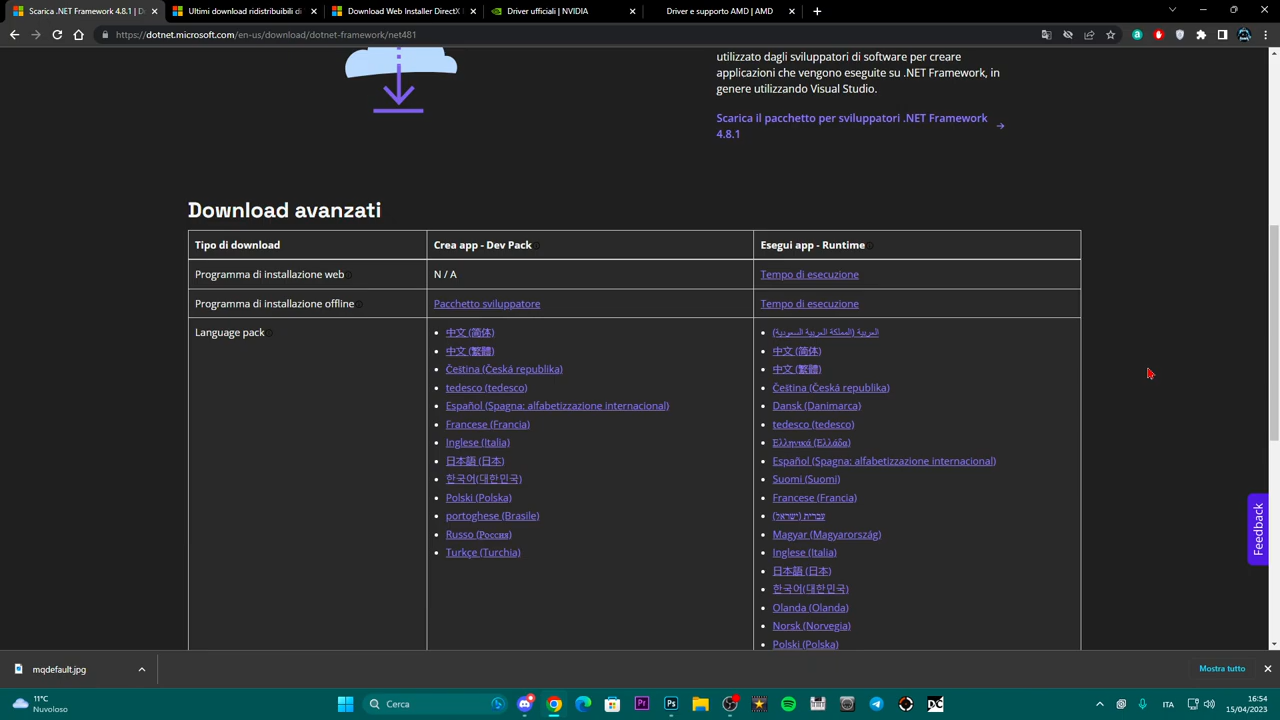 Scarica .NET Framework 4.8.1 | D
Ultimi download ridistribuibili di
Download Web Installer DirectX
Driver ufficiali | NVIDIA
Driver e supporto AMD | AMD
https://dotnet.microsoft.com/en-us/download/dotnet-framework/net481
utilizzato dagli sviluppatori di software per creare
applicazioni che vengono eseguite su .NET Framework, in
genere utilizzando Visual Studio.
Scarica il pacchetto per sviluppatori .NET Framework
4.8.1
Download avanzati
Tipo di download
Crea app - Dev Pack
Esegui app - Runtime
Programma di installazione web
N / A
Tempo di esecuzione
Programma di installazione offline
Pacchetto sviluppatore
Tempo di esecuzione
Language pack
中文 (简体)
中文 (繁體)
Čeština (Česká republika)
tedesco (tedesco)
Español (Spagna: alfabetizzazione internacional)
Francese (Francia)
Inglese (Italia)
日本語 (日本)
한국어(대한민국)
Polski (Polska)
portoghese (Brasile)
Russo (Россия)
Turkçe (Turchia)
العربية (المملكة العربية السعودية)
中文 (简体)
中文 (繁體)
Čeština (Česká republika)
Dansk (Danimarca)
tedesco (tedesco)
Ελληνικά (Ελλάδα)
Español (Spagna: alfabetizzazione internacional)
Suomi (Suomi)
Francese (Francia)
עברית (ישראל)
Magyar (Magyarország)
Inglese (Italia)
日本語 (日本)
한국어(대한민국)
Olanda (Olanda)
Norsk (Norvegia)
Polski (Polska)
Feedback
mqdefault.jpg
Mostra tutto
11°C
Nuvoloso
Cerca
Pr
Ps
DC
ITA
16:54
15/04/2023